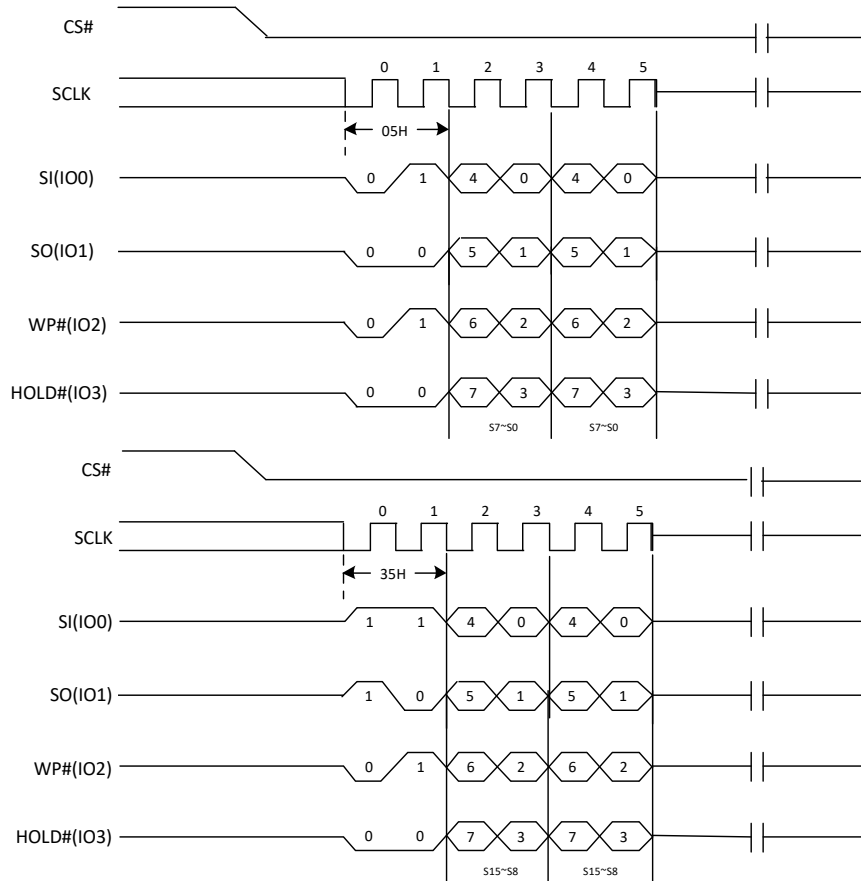 CS#
0 1 2 3 4 5
SCLK
05H
SI(IO0) 0 1 4 0 4 0
SO(IO1) 0 0 5 1 5 1
WP#(IO2) 0 1 6 2 6 2
HOLD#(IO3) 0 0 7 3 7 3
S7~S0 S7~S0
CS#
0 1 2 3 4 5
SCLK
35H
SI(IO0) 1 1 4 0 4 0
SO(IO1) 1 0 5 1 5 1
WP#(IO2) 0 1 6 2 6 2
HOLD#(IO3) 0 0 7 3 7 3
S15~S8 S15~S8